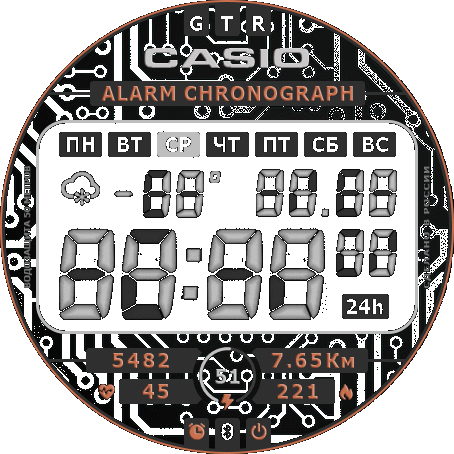 G T R
CASIO
ALARM CHRONOGRAPH
ПН ВТ СР ЧТ ПТ СБ ВС
24h
5482 51 7.65Км
45 221